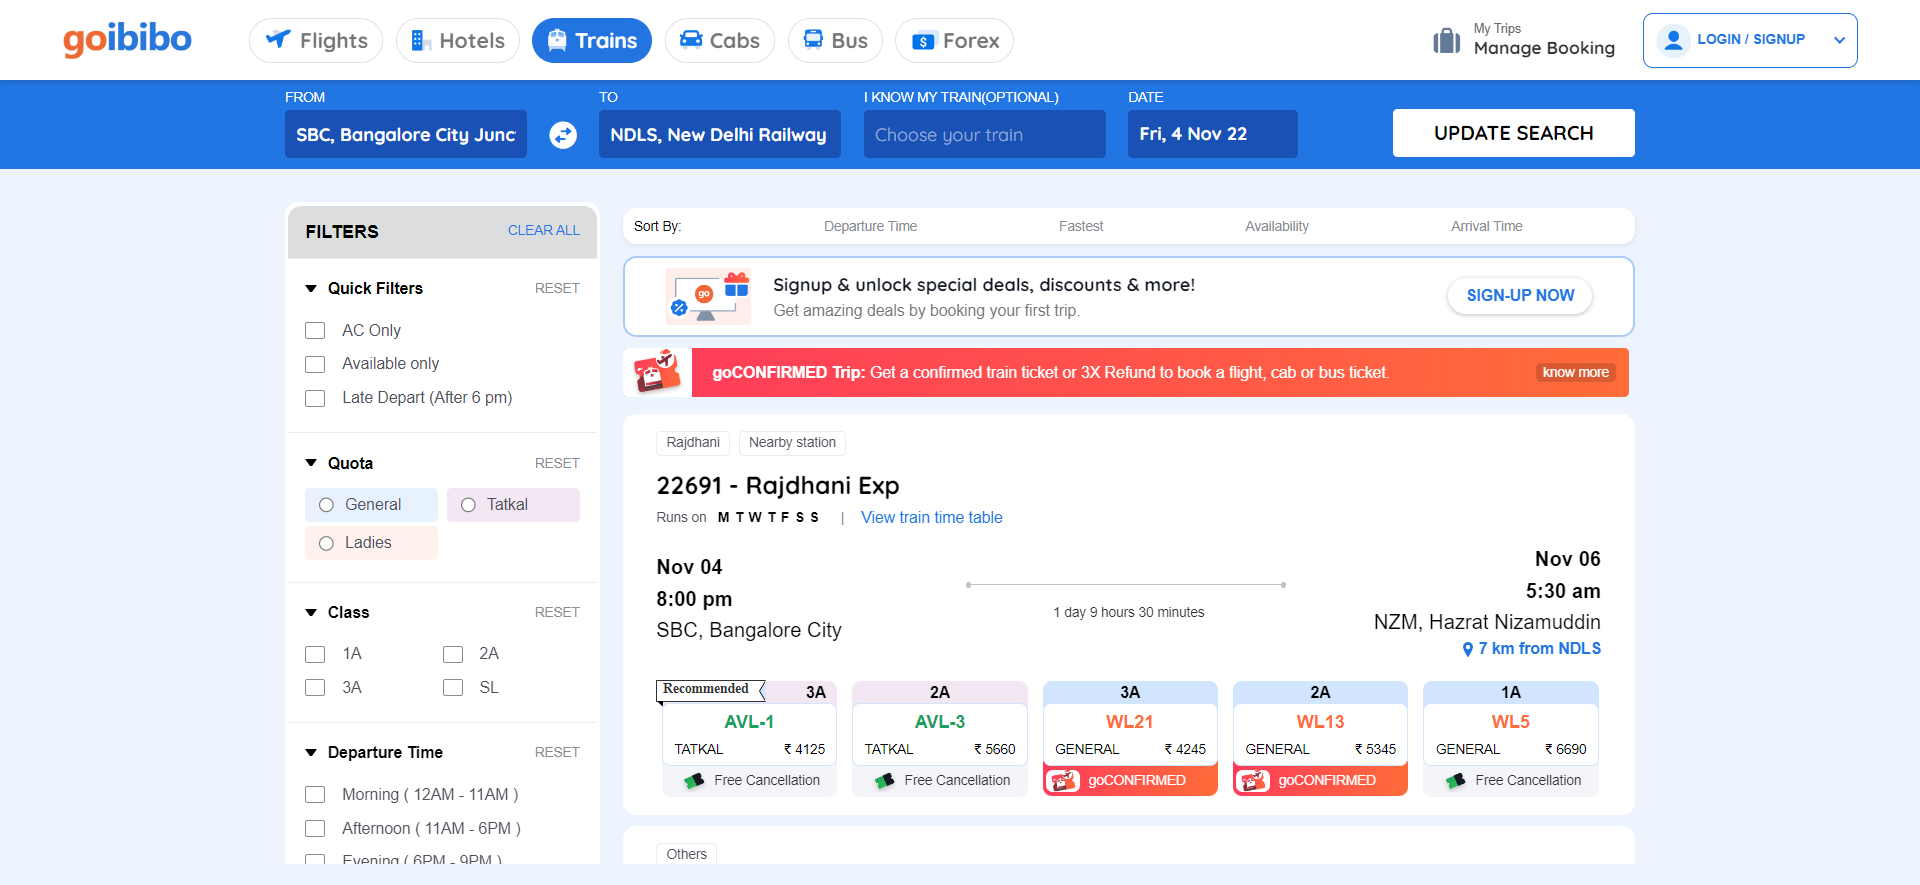 goibibo
Flights
Hotels
Trains
Cabs
Bus
Forex
My Trips
Manage Booking
LOGIN / SIGNUP
FROM
SBC, Bangalore City Junc
TO
NDLS, New Delhi Railway
I KNOW MY TRAIN(OPTIONAL)
Choose your train
DATE
Fri, 4 Nov 22
UPDATE SEARCH
FILTERS
CLEAR ALL
Quick Filters
RESET
AC Only
Available only
Late Depart (After 6 pm)
Quota
RESET
General
Tatkal
Ladies
Class
RESET
1A
2A
3A
SL
Departure Time
RESET
Morning ( 12AM - 11AM )
Afternoon ( 11AM - 6PM )
Evening ( 6PM - 9PM )
Sort By:
Departure Time
Fastest
Availability
Arrival Time
go
Signup & unlock special deals, discounts & more!
Get amazing deals by booking your first trip.
SIGN-UP NOW
goCONFIRMED Trip: Get a confirmed train ticket or 3X Refund to book a flight, cab or bus ticket.
know more
Rajdhani
Nearby station
22691 - Rajdhani Exp
Runs on M T W T F S S | View train time table
Nov 04
8:00 pm
SBC, Bangalore City
1 day 9 hours 30 minutes
Nov 06
5:30 am
NZM, Hazrat Nizamuddin
7 km from NDLS
Recommended
3A
AVL-1
TATKAL ₹ 4125
Free Cancellation
2A
AVL-3
TATKAL ₹ 5660
Free Cancellation
3A
WL21
GENERAL ₹ 4245
goCONFIRMED
2A
WL13
GENERAL ₹ 5345
goCONFIRMED
1A
WL5
GENERAL ₹ 6690
Free Cancellation
Others